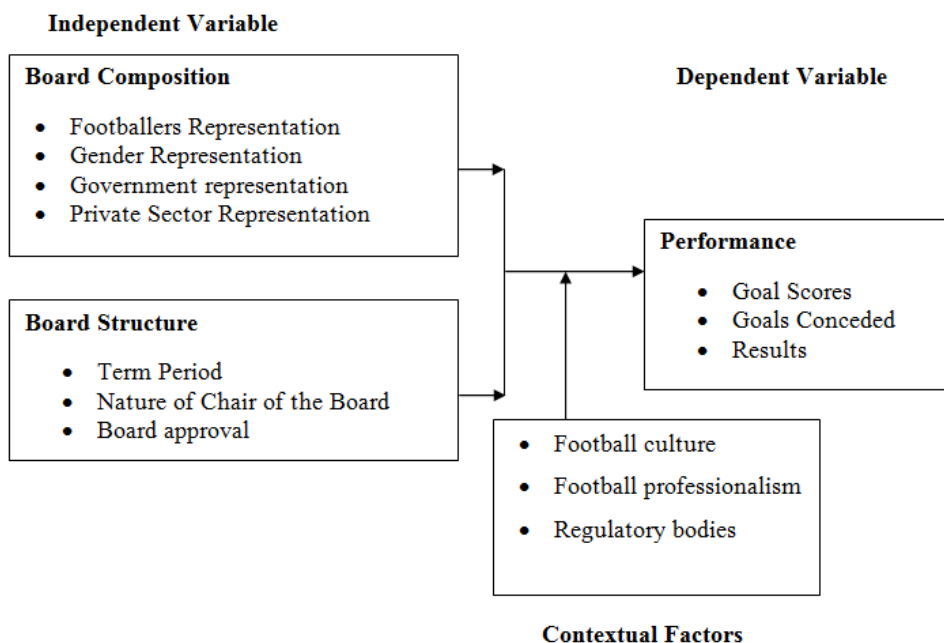 Independent Variable
Board Composition
• Footballers Representation
• Gender Representation
• Government representation
• Private Sector Representation
Board Structure
• Term Period
• Nature of Chair of the Board
• Board approval
Dependent Variable
Performance
• Goal Scores
• Goals Conceded
• Results
• Football culture
• Football professionalism
• Regulatory bodies
Contextual Factors